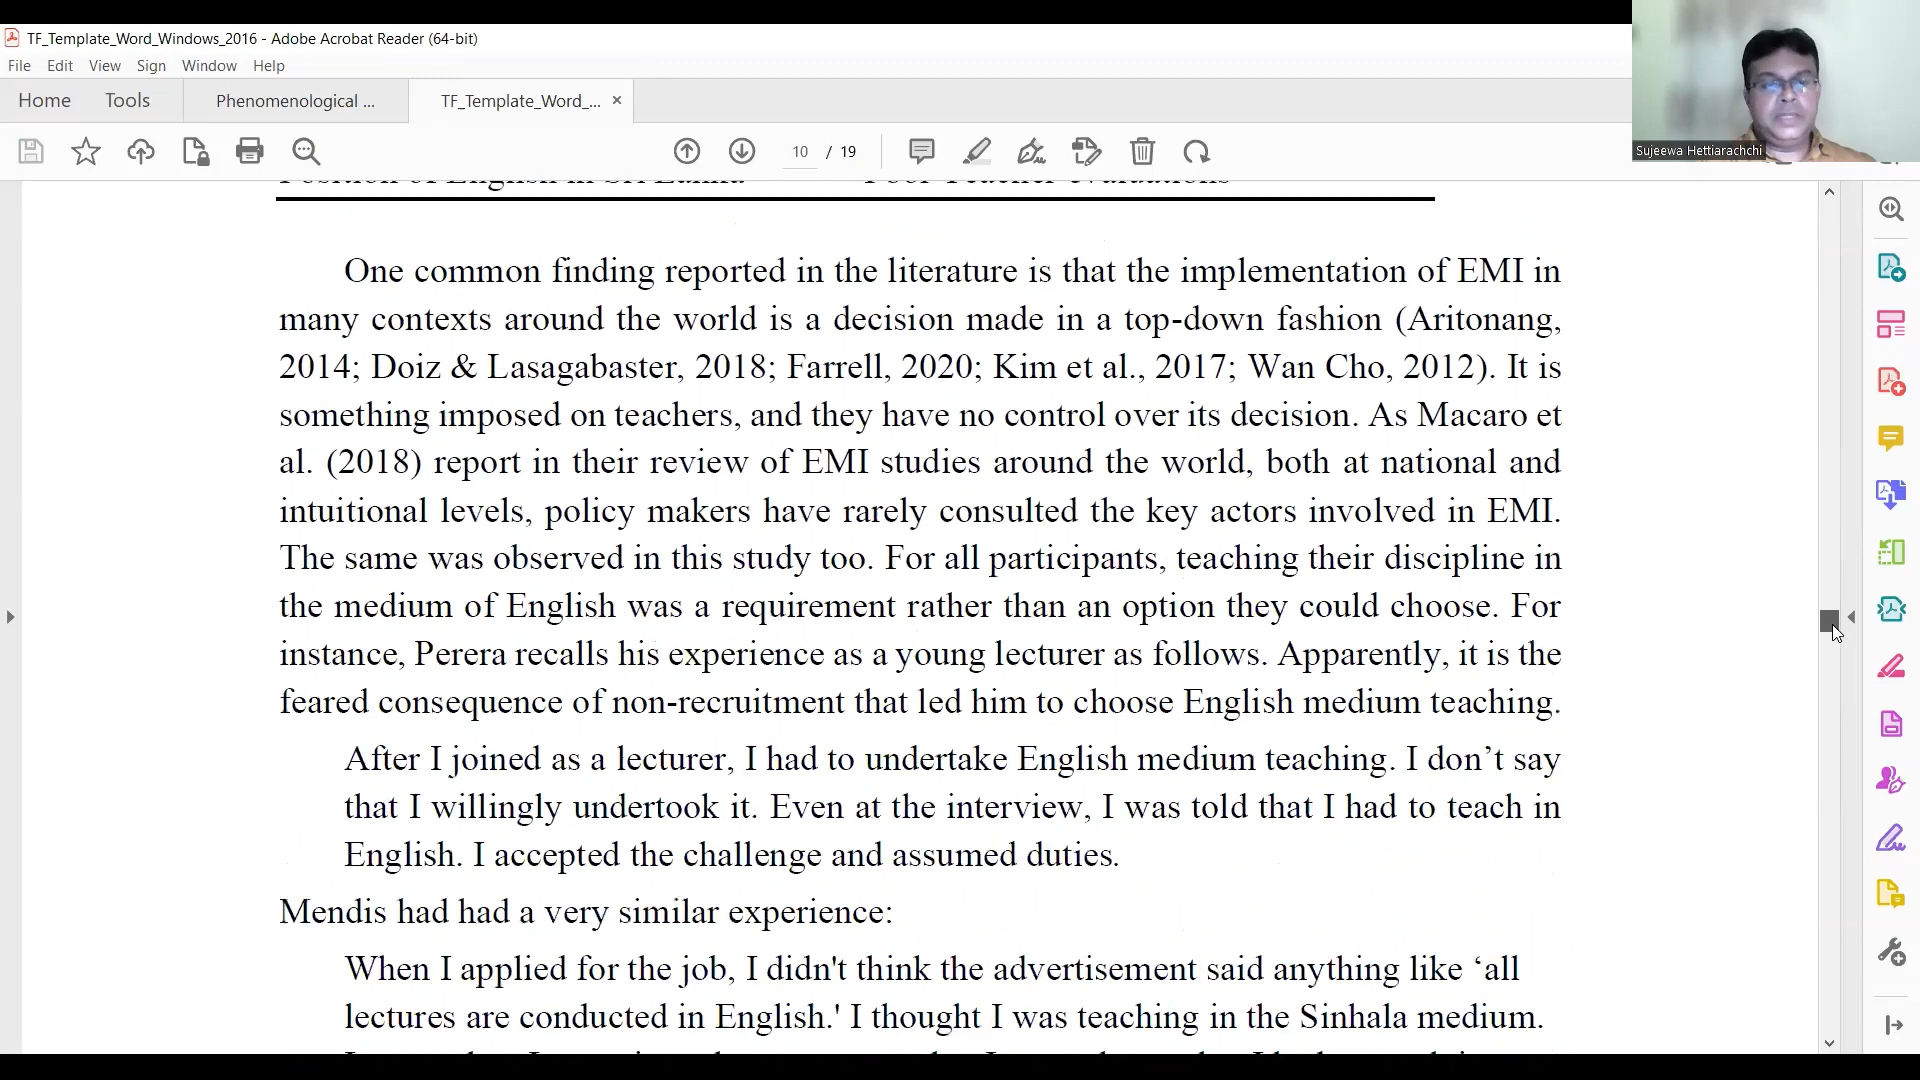 TF_Template_Word_Windows_2016 - Adobe Acrobat Reader (64-bit)
File Edit View Sign Window Help
Home Tools Phenomenological ... TF_Template_Word_... ×
10 / 19
Sujeewa Hettiarachchi
Position of English in Sri Lanka Poor Teacher evaluations
One common finding reported in the literature is that the implementation of EMI in
many contexts around the world is a decision made in a top-down fashion (Aritonang,
2014; Doiz & Lasagabaster, 2018; Farrell, 2020; Kim et al., 2017; Wan Cho, 2012). It is
something imposed on teachers, and they have no control over its decision. As Macaro et
al. (2018) report in their review of EMI studies around the world, both at national and
intuitional levels, policy makers have rarely consulted the key actors involved in EMI.
The same was observed in this study too. For all participants, teaching their discipline in
the medium of English was a requirement rather than an option they could choose. For
instance, Perera recalls his experience as a young lecturer as follows. Apparently, it is the
feared consequence of non-recruitment that led him to choose English medium teaching.
After I joined as a lecturer, I had to undertake English medium teaching. I don’t say
that I willingly undertook it. Even at the interview, I was told that I had to teach in
English. I accepted the challenge and assumed duties.
Mendis had had a very similar experience:
When I applied for the job, I didn't think the advertisement said anything like ‘all
lectures are conducted in English.' I thought I was teaching in the Sinhala medium.